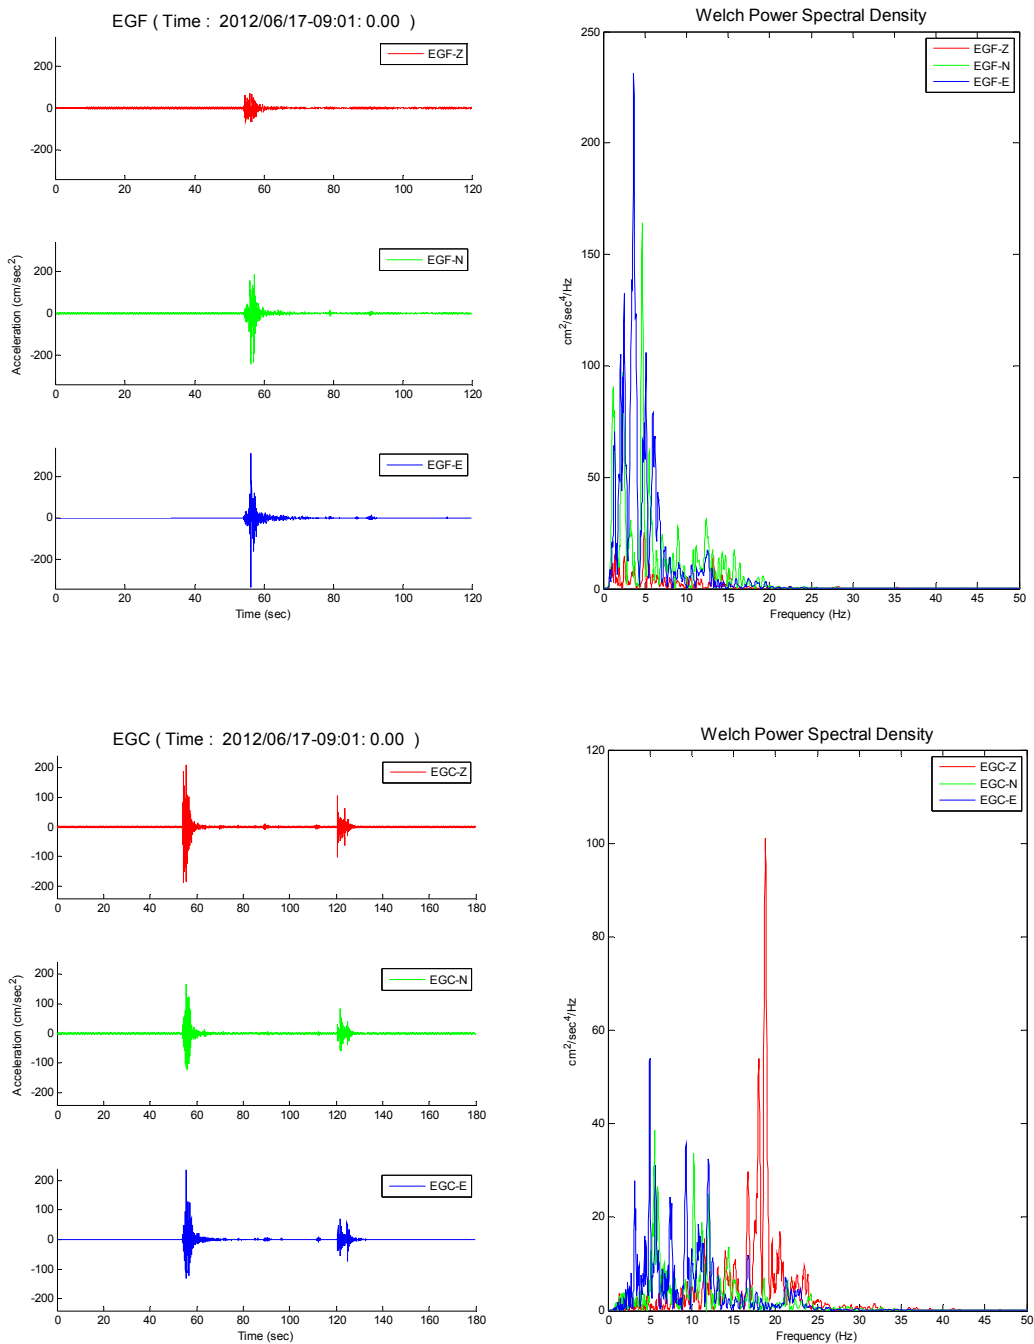 EGF ( Time : 2012/06/17-09:01: 0.00 )
200
0
-200
EGF-Z
0 20 40 60 80 100 120
Acceleration (cm/sec2)
200
0
-200
EGF-N
0 20 40 60 80 100 120
200
0
-200
EGF-E
0 20 40 60 80 100 120
Time (sec)
Welch Power Spectral Density
cm2/sec4/Hz
250
200
150
100
50
0
EGF-Z
EGF-N
EGF-E
0 5 10 15 20 25 30 35 40 45 50
Frequency (Hz)
EGC ( Time : 2012/06/17-09:01: 0.00 )
200
100
0
-100
-200
EGC-Z
0 20 40 60 80 100 120 140 160 180
Acceleration (cm/sec2)
200
100
0
-100
-200
EGC-N
0 20 40 60 80 100 120 140 160 180
200
100
0
-100
-200
EGC-E
0 20 40 60 80 100 120 140 160 180
Time (sec)
Welch Power Spectral Density
cm2/sec4/Hz
120
100
80
60
40
20
0
EGC-Z
EGC-N
EGC-E
0 5 10 15 20 25 30 35 40 45 50
Frequency (Hz)